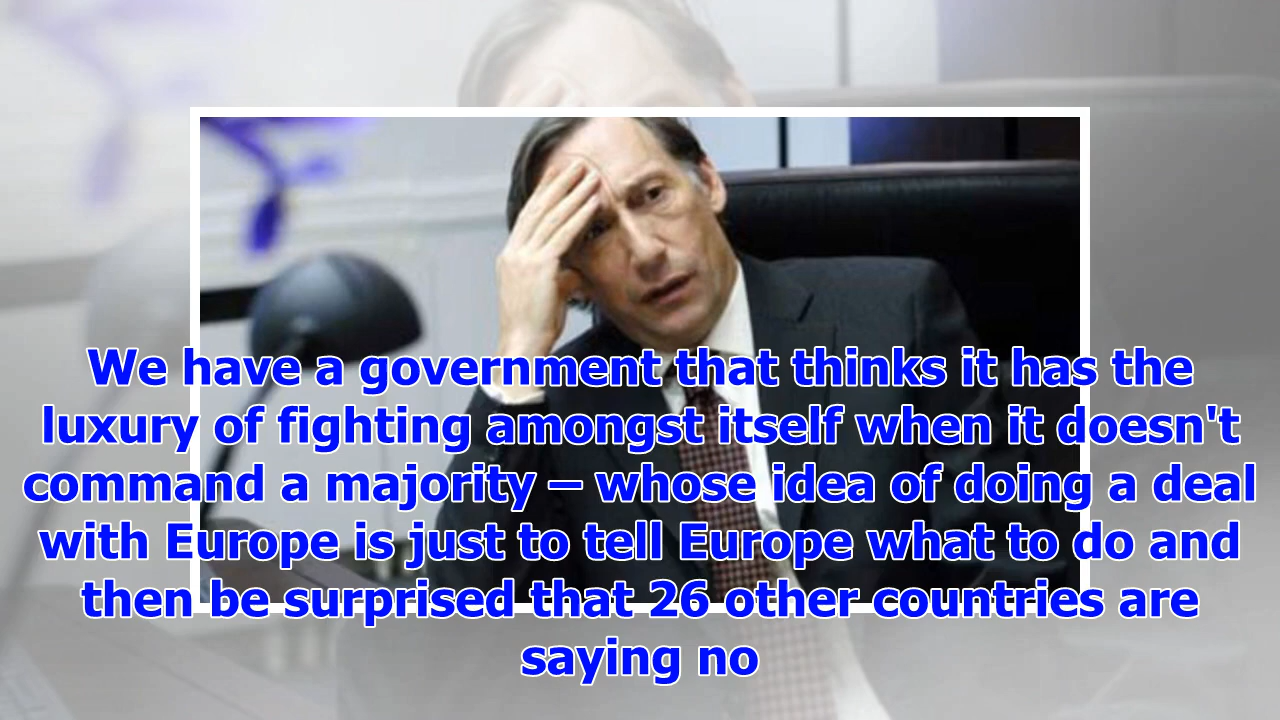 We have a government that thinks it has the
luxury of fighting amongst itself when it doesn't
command a majority – whose idea of doing a deal
with Europe is just to tell Europe what to do and
then be surprised that 26 other countries are
saying no